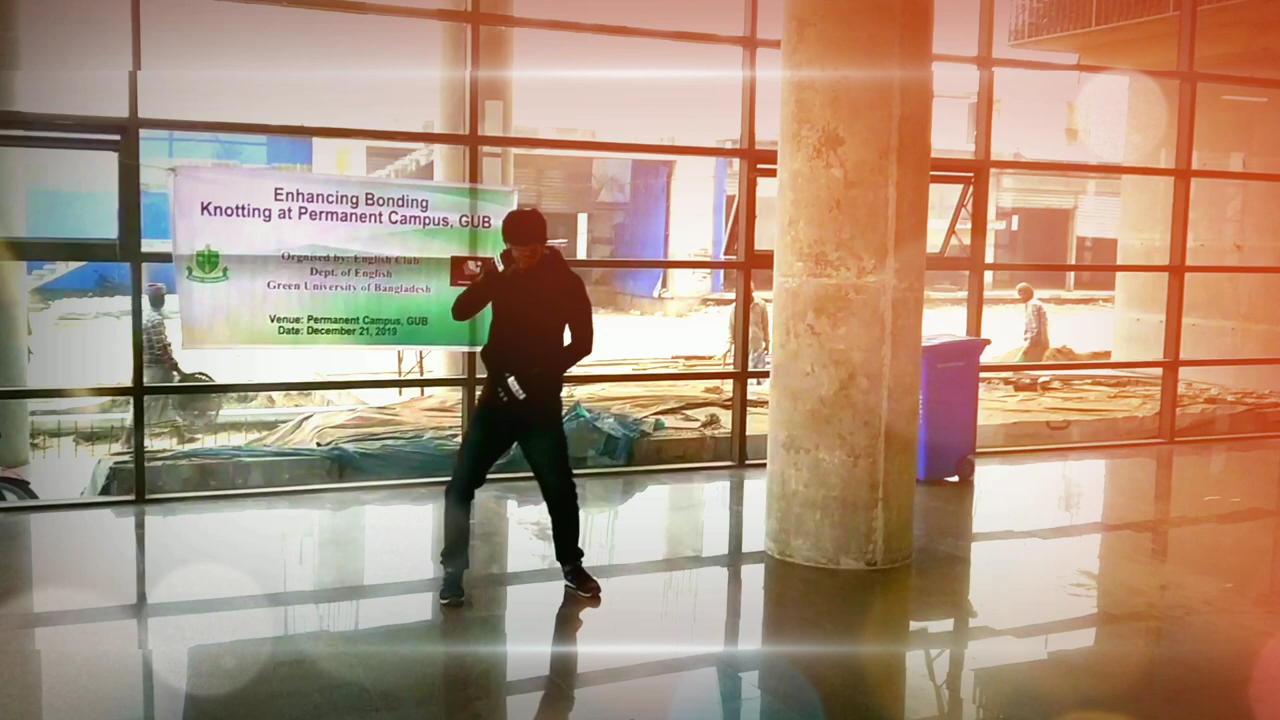 Enhancing Bonding
Knotting at Permanent Campus, GUB
Orgnised by: English Club
Dept. of English
Green University of Bangladesh
Venue: Permanent Campus, GUB
Date: December 21, 2019